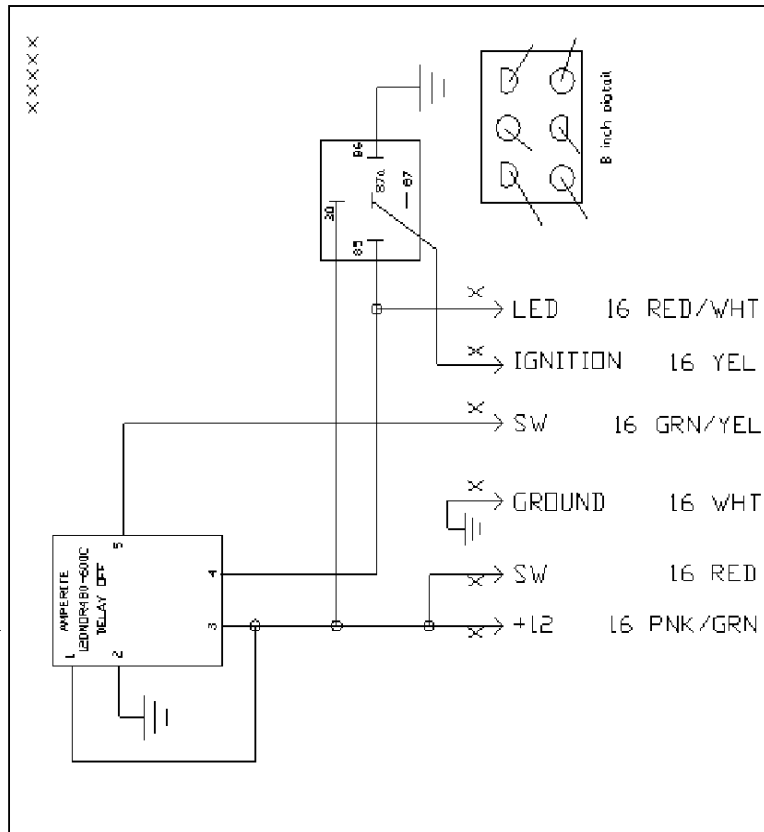 XXXXX
8 inch pigtail
86
87a
87
30
85
LED 16 RED/WHT
IGNITION 16 YEL
SW 16 GRN/YEL
GROUND 16 WHT
SW 16 RED
+12 16 PNK/GRN
AMPERITE
DELAY OFF
5
4
3
1
2